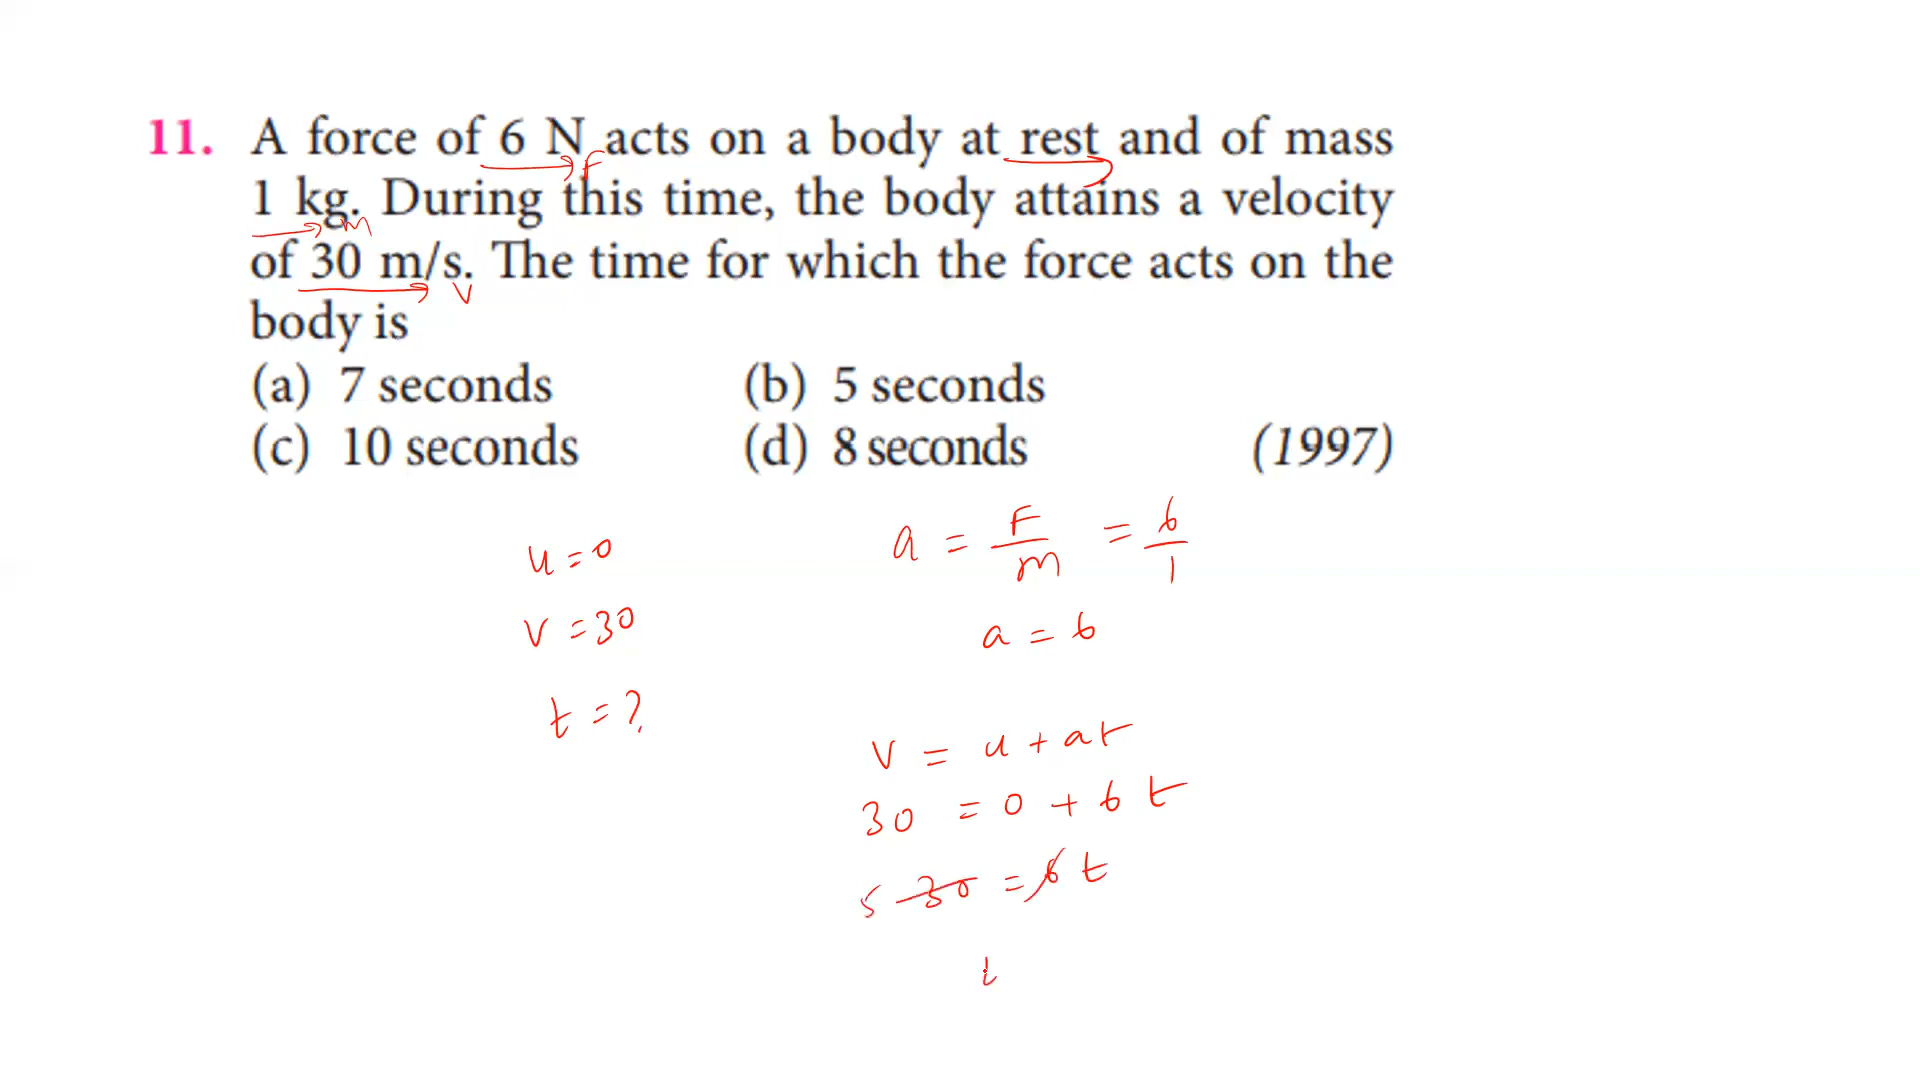 11. A force of 6 N acts on a body at rest and of mass
F
1 kg. During this time, the body attains a velocity
m
of 30 m/s. The time for which the force acts on the
v
body is
(a) 7 seconds (b) 5 seconds
(c) 10 seconds (d) 8 seconds (1997)
u = 0
v = 30
t = ?
a = F/m = 6/1
a = 6
v = u + at
30 = 0 + 6 t
5 30 = 6 t
t